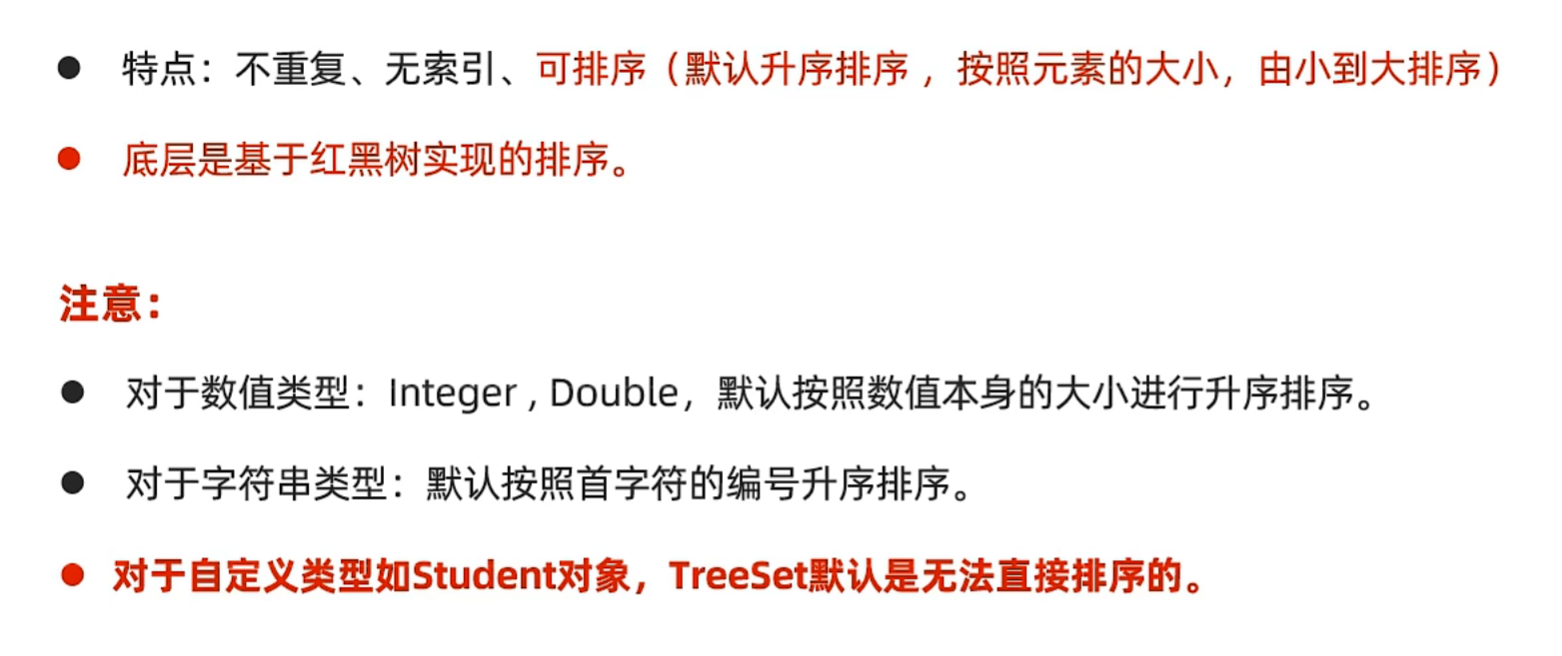 ● 特点：不重复、无索引、可排序（默认升序排序 ，按照元素的大小，由小到大排序）
● 底层是基于红黑树实现的排序。
注意：
● 对于数值类型：Integer , Double，默认按照数值本身的大小进行升序排序。
● 对于字符串类型：默认按照首字符的编号升序排序。
● 对于自定义类型如Student对象，TreeSet默认是无法直接排序的。